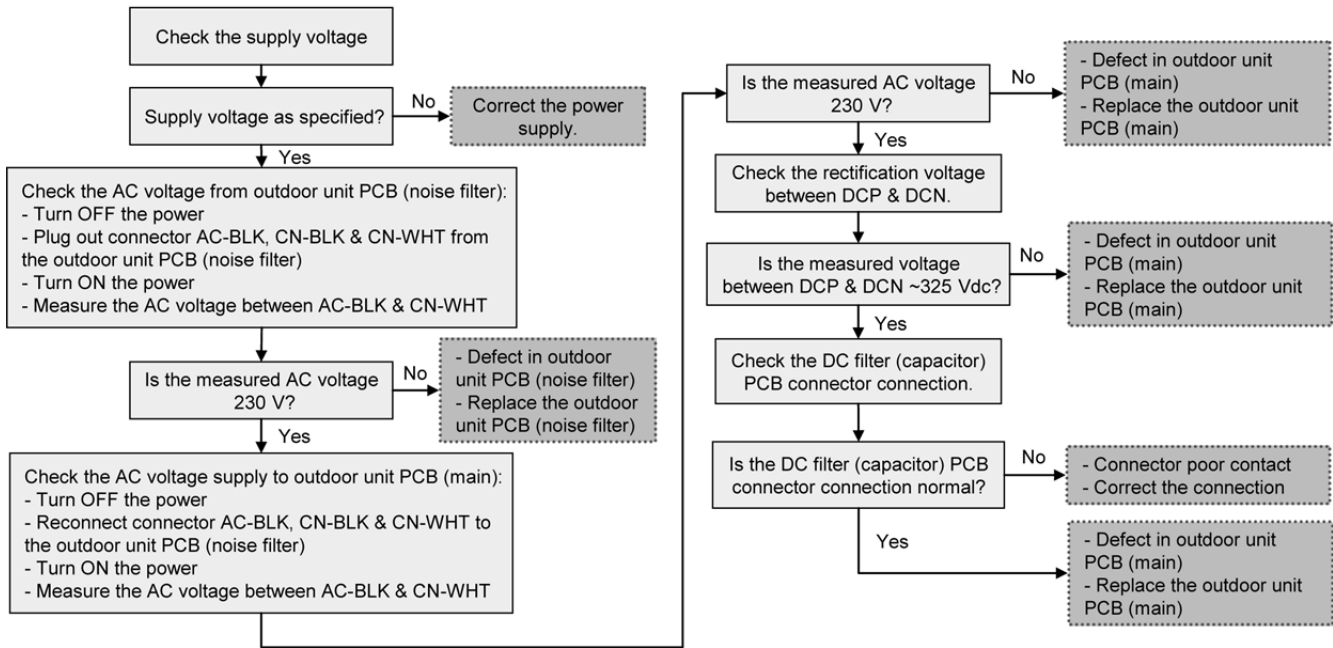 Check the supply voltage
Supply voltage as specified?
No
Correct the power
supply.
Yes
Check the AC voltage from outdoor unit PCB (noise filter):
- Turn OFF the power
- Plug out connector AC-BLK, CN-BLK & CN-WHT from
the outdoor unit PCB (noise filter)
- Turn ON the power
- Measure the AC voltage between AC-BLK & CN-WHT
Is the measured AC voltage
230 V?
No
- Defect in outdoor
unit PCB (noise filter)
- Replace the outdoor
unit PCB (noise filter)
Yes
Check the AC voltage supply to outdoor unit PCB (main):
- Turn OFF the power
- Reconnect connector AC-BLK, CN-BLK & CN-WHT to
the outdoor unit PCB (noise filter)
- Turn ON the power
- Measure the AC voltage between AC-BLK & CN-WHT
Is the measured AC voltage
230 V?
No
- Defect in outdoor unit
PCB (main)
- Replace the outdoor unit
PCB (main)
Yes
Check the rectification voltage
between DCP & DCN.
Is the measured voltage
between DCP & DCN ~325 Vdc?
No
- Defect in outdoor unit
PCB (main)
- Replace the outdoor unit
PCB (main)
Yes
Check the DC filter (capacitor)
PCB connector connection.
Is the DC filter (capacitor) PCB
connector connection normal?
No
- Connector poor contact
- Correct the connection
Yes
- Defect in outdoor unit
PCB (main)
- Replace the outdoor unit
PCB (main)